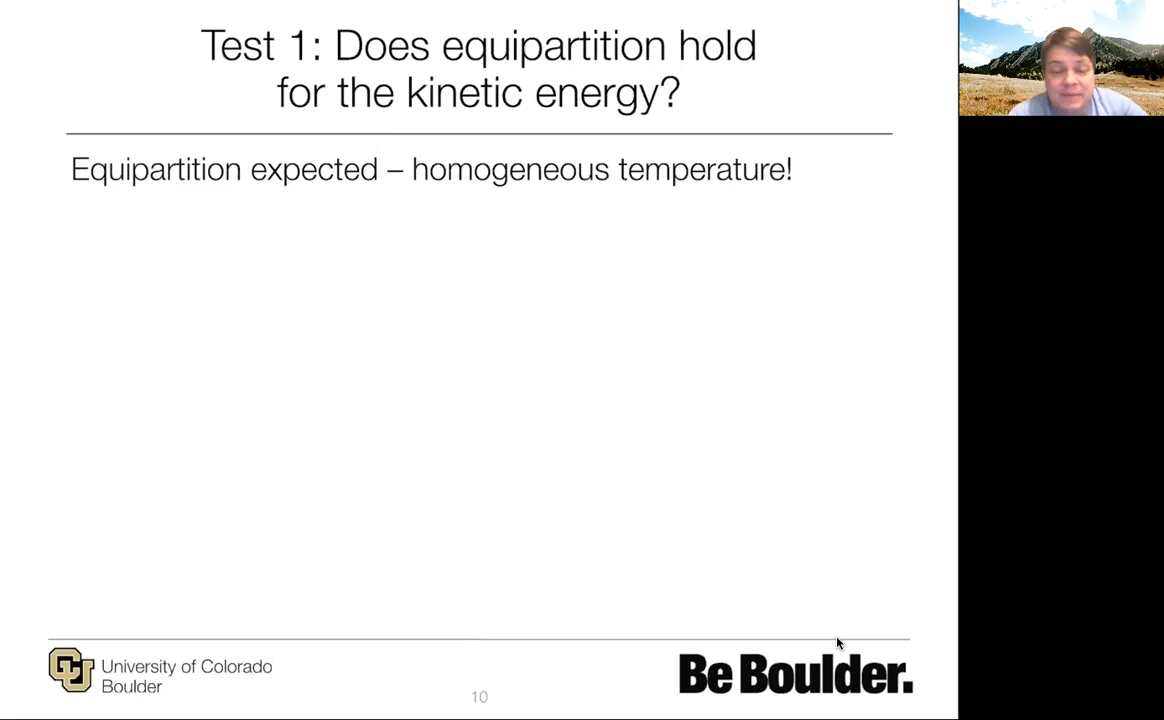 Test 1: Does equipartition hold
for the kinetic energy?
Equipartition expected – homogeneous temperature!
CU
University of Colorado
Boulder
10
Be Boulder.